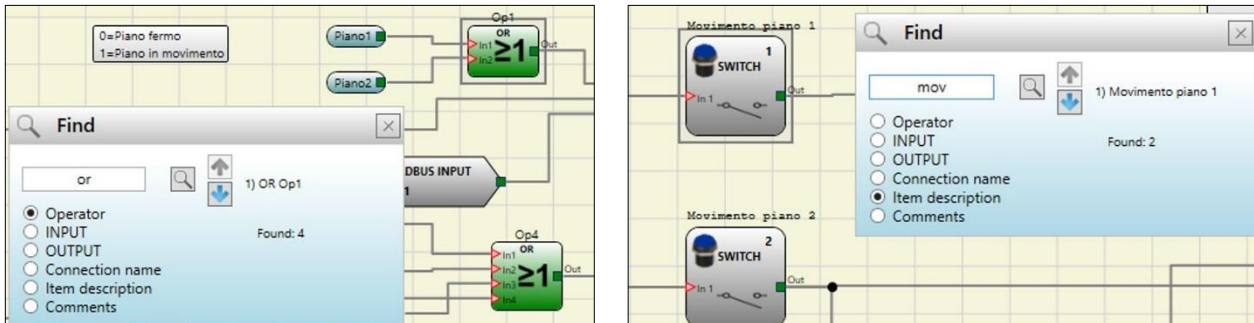 Op1
OR
0=Piano fermo
1=Piano in movimento
Piano1
Piano2
In1
In2
≥1
Out
Find
or
1) OR Op1
Found: 4
Operator
INPUT
OUTPUT
Connection name
Item description
Comments
DBUS INPUT
1
Op4
OR
In1
In2
In3
In4
≥1
Out
Movimento piano 1
1
SWITCH
In 1
Out
Find
mov
1) Movimento piano 1
Found: 2
Operator
INPUT
OUTPUT
Connection name
Item description
Comments
Movimento piano 2
2
SWITCH
In 1
Out